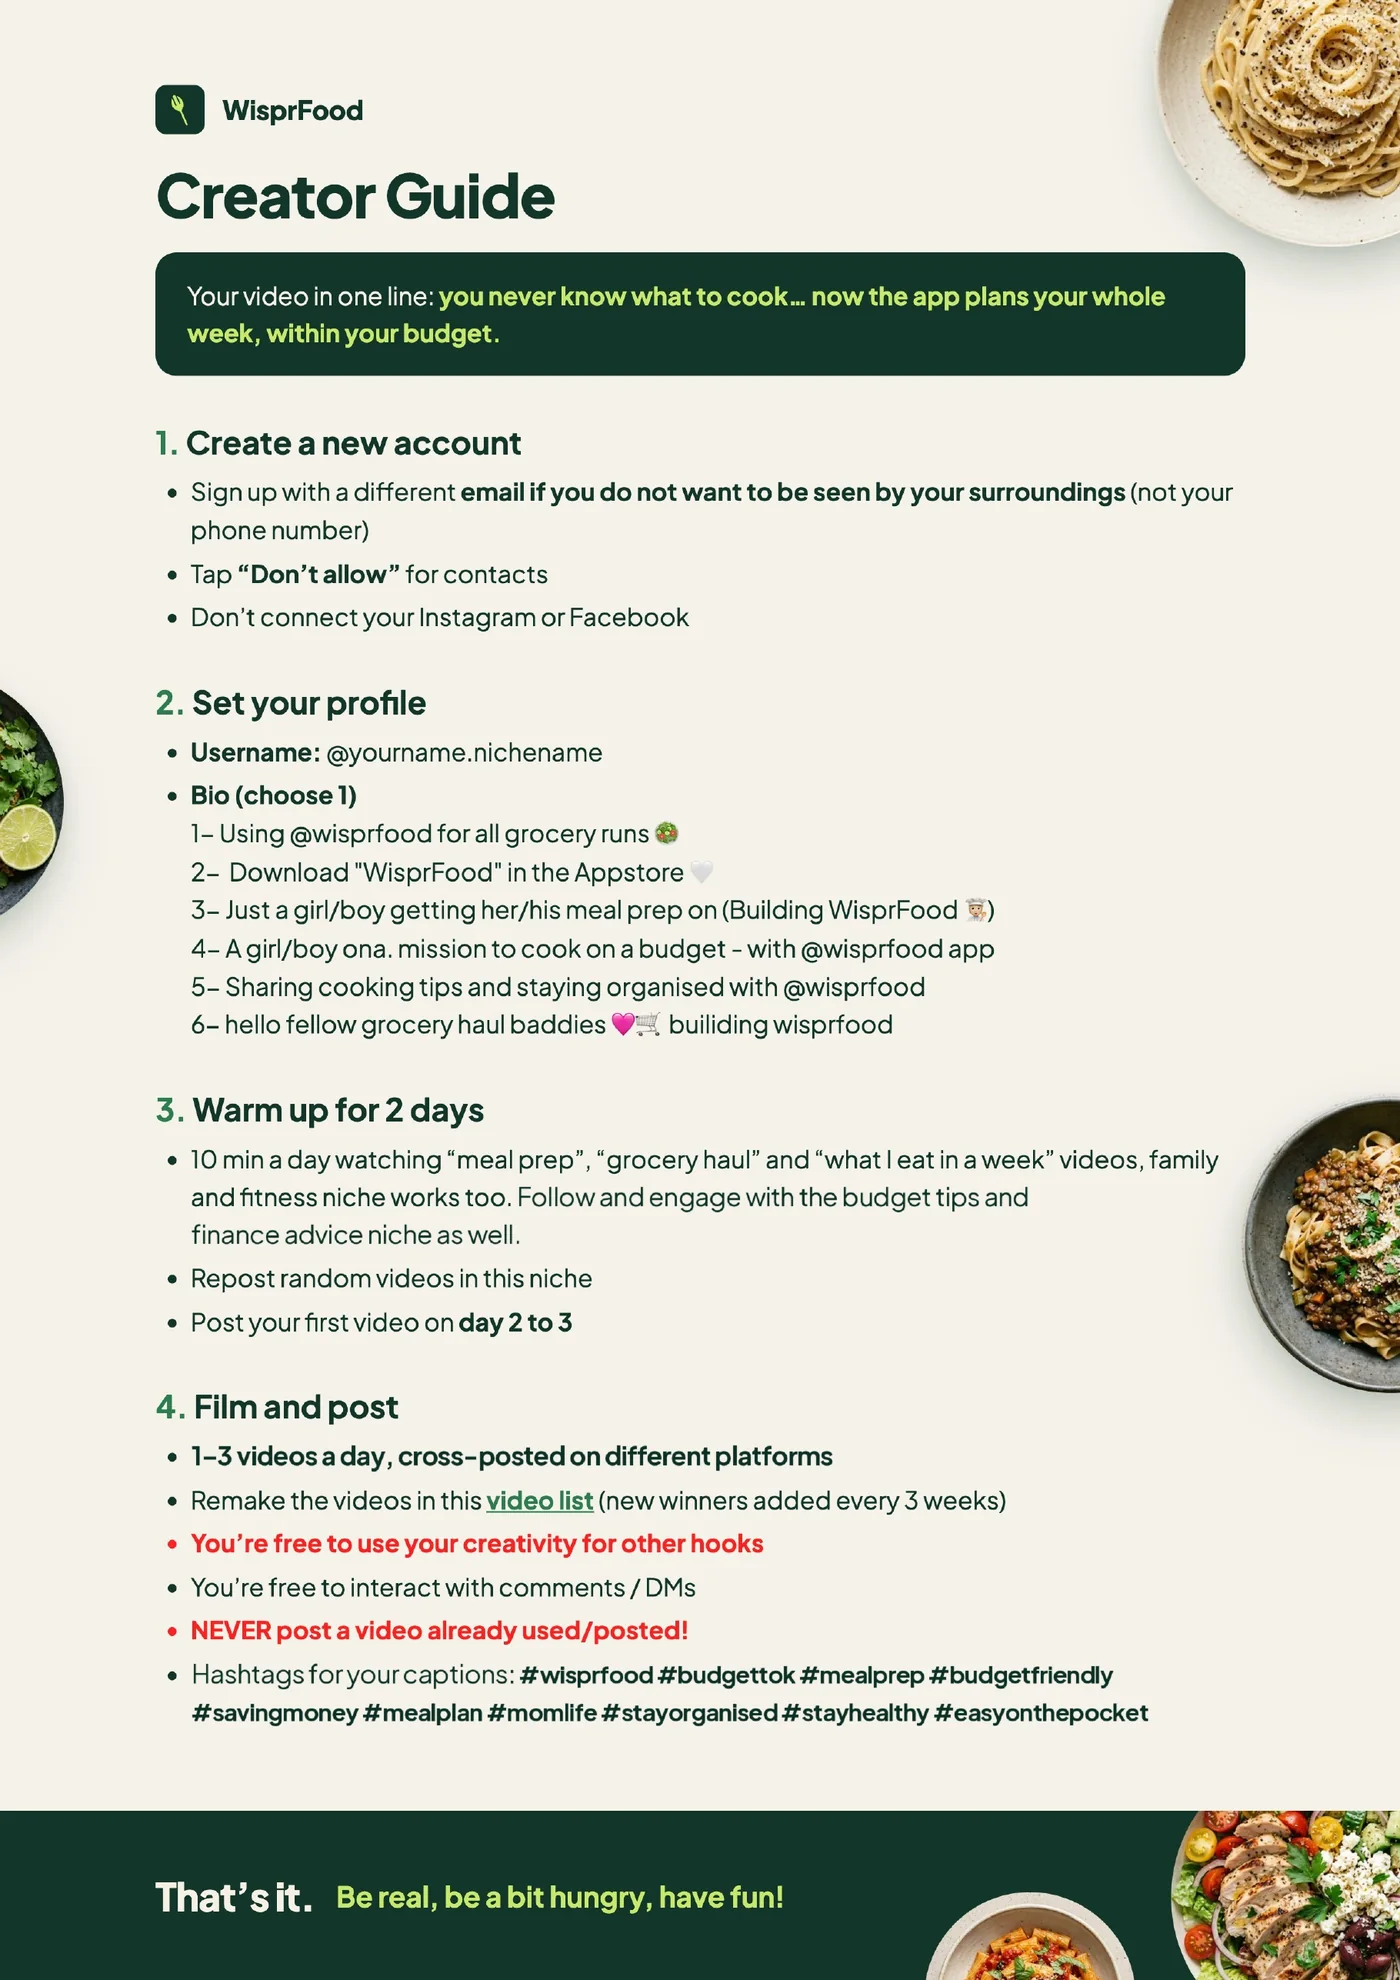 WisprFood
Creator Guide
Your video in one line: you never know what to cook... now the app plans your whole
week, within your budget.
1. Create a new account
• Sign up with a different email if you do not want to be seen by your surroundings (not your
phone number)
• Tap “Don’t allow” for contacts
• Don’t connect your Instagram or Facebook
2. Set your profile
• Username: @yourname.nichename
• Bio (choose 1)
1– Using @wisprfood for all grocery runs 🥗
2– Download "WisprFood" in the Appstore 🤍
3– Just a girl/boy getting her/his meal prep on (Building WisprFood 👨🏼‍🍳)
4– A girl/boy ona. mission to cook on a budget - with @wisprfood app
5– Sharing cooking tips and staying organised with @wisprfood
6– hello fellow grocery haul baddies 🩷🛒 builiding wisprfood
3. Warm up for 2 days
• 10 min a day watching “meal prep”, “grocery haul” and “what I eat in a week” videos, family
and fitness niche works too. Follow and engage with the budget tips and
finance advice niche as well.
• Repost random videos in this niche
• Post your first video on day 2 to 3
4. Film and post
• 1–3 videos a day, cross-posted on different platforms
• Remake the videos in this video list (new winners added every 3 weeks)
• You’re free to use your creativity for other hooks
• You’re free to interact with comments / DMs
• NEVER post a video already used/posted!
• Hashtags for your captions: #wisprfood #budgettok #mealprep #budgetfriendly
#savingmoney #mealplan #momlife #stayorganised #stayhealthy #easyonthepocket
That’s it. Be real, be a bit hungry, have fun!